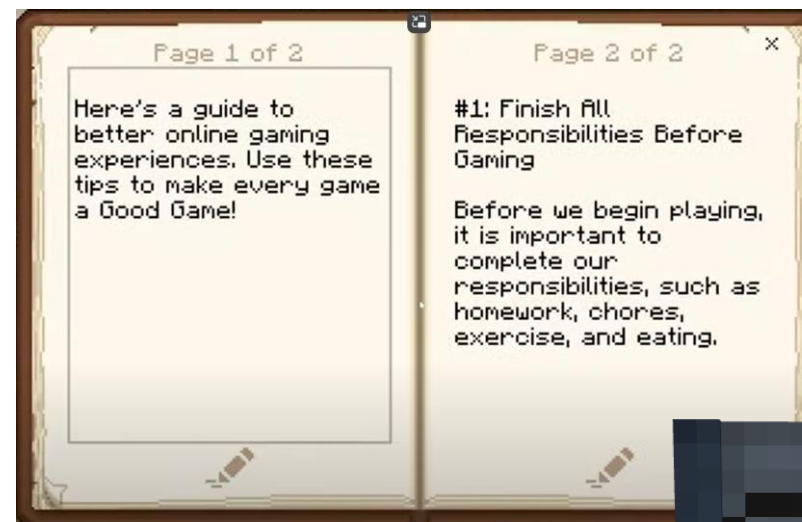 Page 1 of 2
Here's a guide to
better online gaming
experiences. Use these
tips to make every game
a Good Game!
Page 2 of 2
#1: Finish All
Responsibilities Before
Gaming
Before we begin playing,
it is important to
complete our
responsibilities, such as
homework, chores,
exercise, and eating.